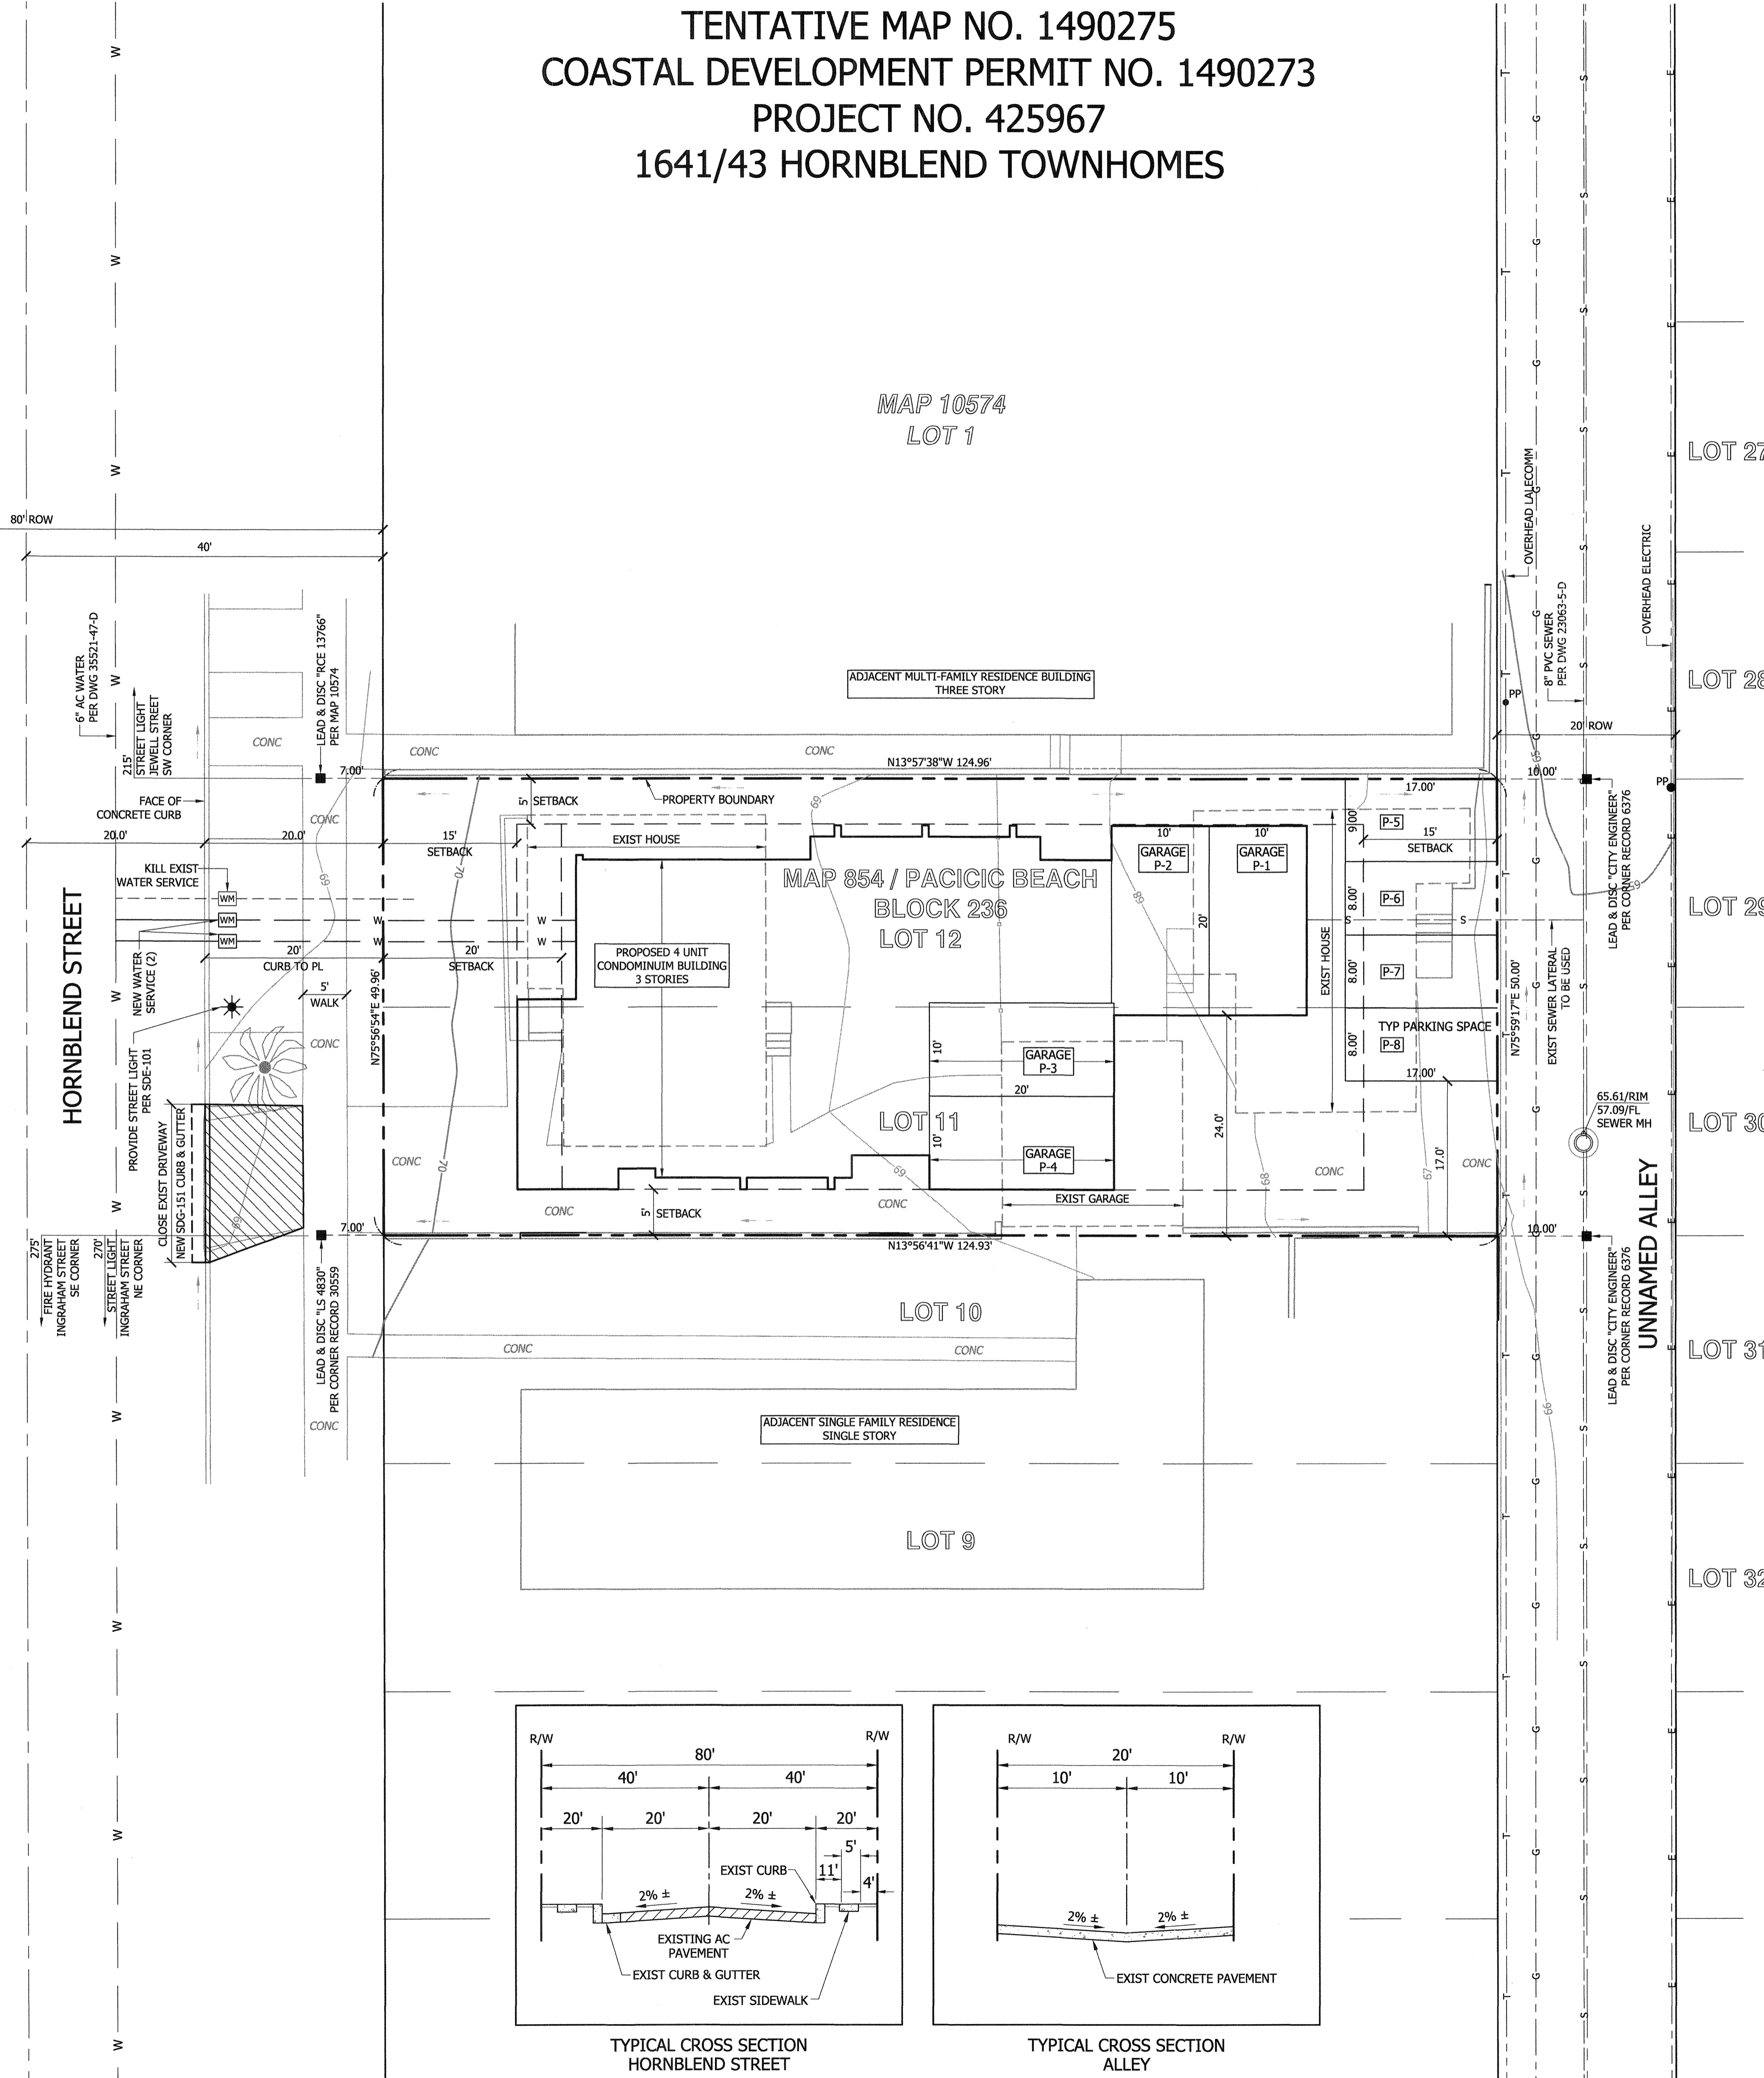 TENTATIVE MAP NO. 1490275
COASTAL DEVELOPMENT PERMIT NO. 1490273
PROJECT NO. 425967
1641/43 HORNBLEND TOWNHOMES
MAP 10574
LOT 1
80' ROW
40'
6" AC WATER
PER DWG 35521-47-D
215'
STREET LIGHT
JEWELL STREET
SW CORNER
LEAD & DISC "RCE 13766"
PER MAP 10574
CONC
7.00'
FACE OF
CONCRETE CURB
CONC
20.0'
20.0'
15'
SETBACK
KILL EXIST
WATER SERVICE
WM
WM
WM
W
W
W
W
20'
CURB TO PL
20'
SETBACK
NEW WATER
SERVICE (2)
5'
WALK
PROVIDE STREET LIGHT
PER SDE-101
CONC
N75°56'54"E 49.96'
HORNBLEND STREET
CLOSE EXIST DRIVEWAY
NEW SDG-151 CURB & GUTTER
69
69
70
70
CONC
7.00'
275'
FIRE HYDRANT
INGRAHAM STREET
SE CORNER
270'
STREET LIGHT
INGRAHAM STREET
NE CORNER
LEAD & DISC "LS 4830"
PER CORNER RECORD 30559
CONC
ADJACENT MULTI-FAMILY RESIDENCE BUILDING
THREE STORY
CONC
CONC
N13°57'38"W 124.96'
5' SETBACK
PROPERTY BOUNDARY
69
17.00'
EXIST HOUSE
MAP 854 / PACICIC BEACH
BLOCK 236
LOT 12
PROPOSED 4 UNIT
CONDOMINUM BUILDING
3 STORIES
10'
GARAGE
P-2
10'
GARAGE
P-1
20'
68
EXIST HOUSE
9.00'
P-5
15'
SETBACK
8.00'
P-6
S
S
8.00'
P-7
TYP PARKING SPACE
8.00'
P-8
17.00'
N75°59'17"E 50.00'
10'
GARAGE
P-3
20'
LOT 11
10'
GARAGE
P-4
24.0'
17.0'
69
EXIST GARAGE
68
CONC
67
CONC
CONC
CONC
5' SETBACK
N13°56'41"W 124.93'
LOT 10
CONC
CONC
ADJACENT SINGLE FAMILY RESIDENCE
SINGLE STORY
LOT 9
OVERHEAD LALECOMM
8" PVC SEWER
PER DWG 23063-5-D
OVERHEAD ELECTRIC
PP
20' ROW
10.00'
PP
LEAD & DISC "CITY ENGINEER"
PER CORNER RECORD 6376
EXIST SEWER LATERAL
TO BE USED
65.61/RIM
57.09/FL
SEWER MH
UNNAMED ALLEY
10.00'
LEAD & DISC "CITY ENGINEER"
PER CORNER RECORD 6376
66
LOT 27
LOT 28
LOT 29
LOT 30
LOT 31
LOT 32
R/W
R/W
80'
40'
40'
20'
20'
20'
20'
5'
11'
4'
EXIST CURB
2% ±
2% ±
EXISTING AC
PAVEMENT
EXIST CURB & GUTTER
EXIST SIDEWALK
TYPICAL CROSS SECTION
HORNBLEND STREET
R/W
R/W
20'
10'
10'
2% ±
2% ±
EXIST CONCRETE PAVEMENT
TYPICAL CROSS SECTION
ALLEY